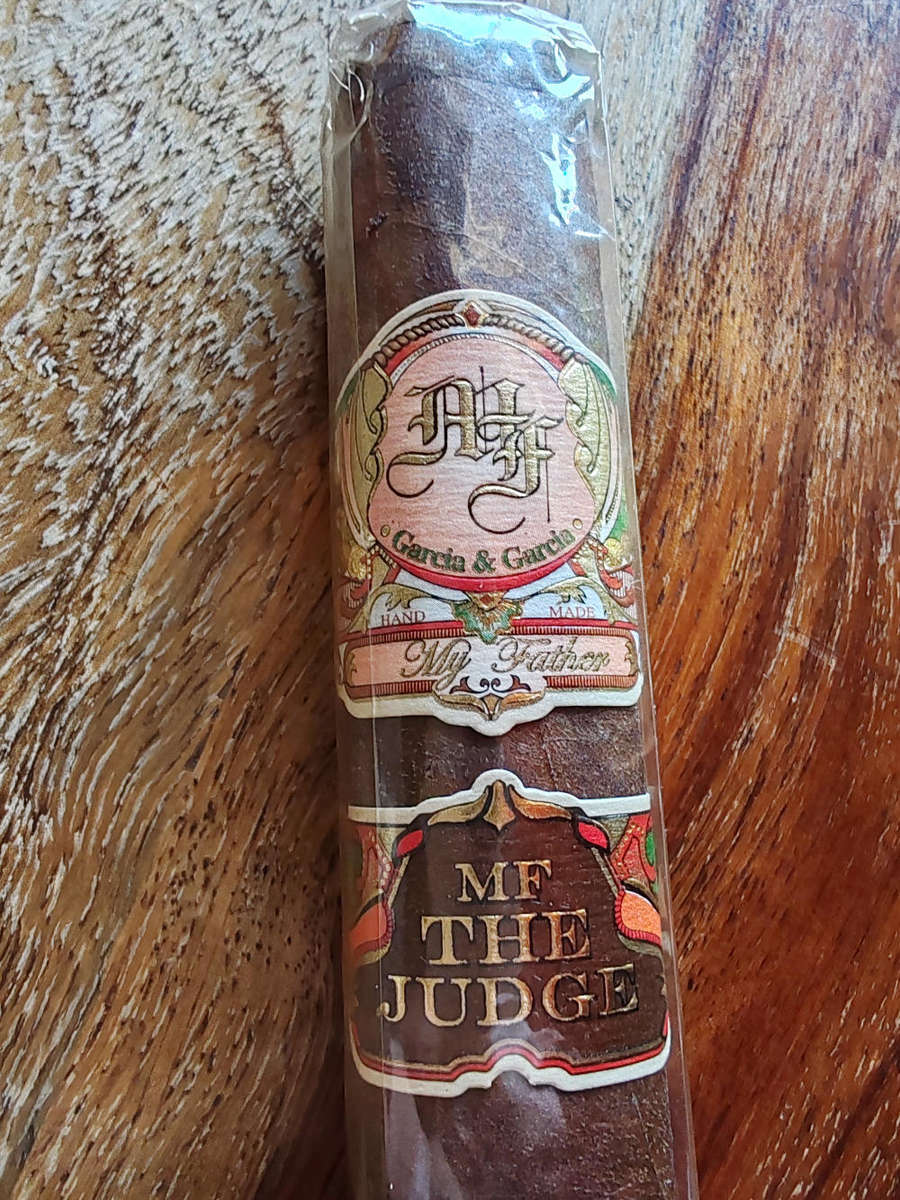 MF
Garcia & Garcia
HAND MADE
My Father
MF
THE
JUDGE